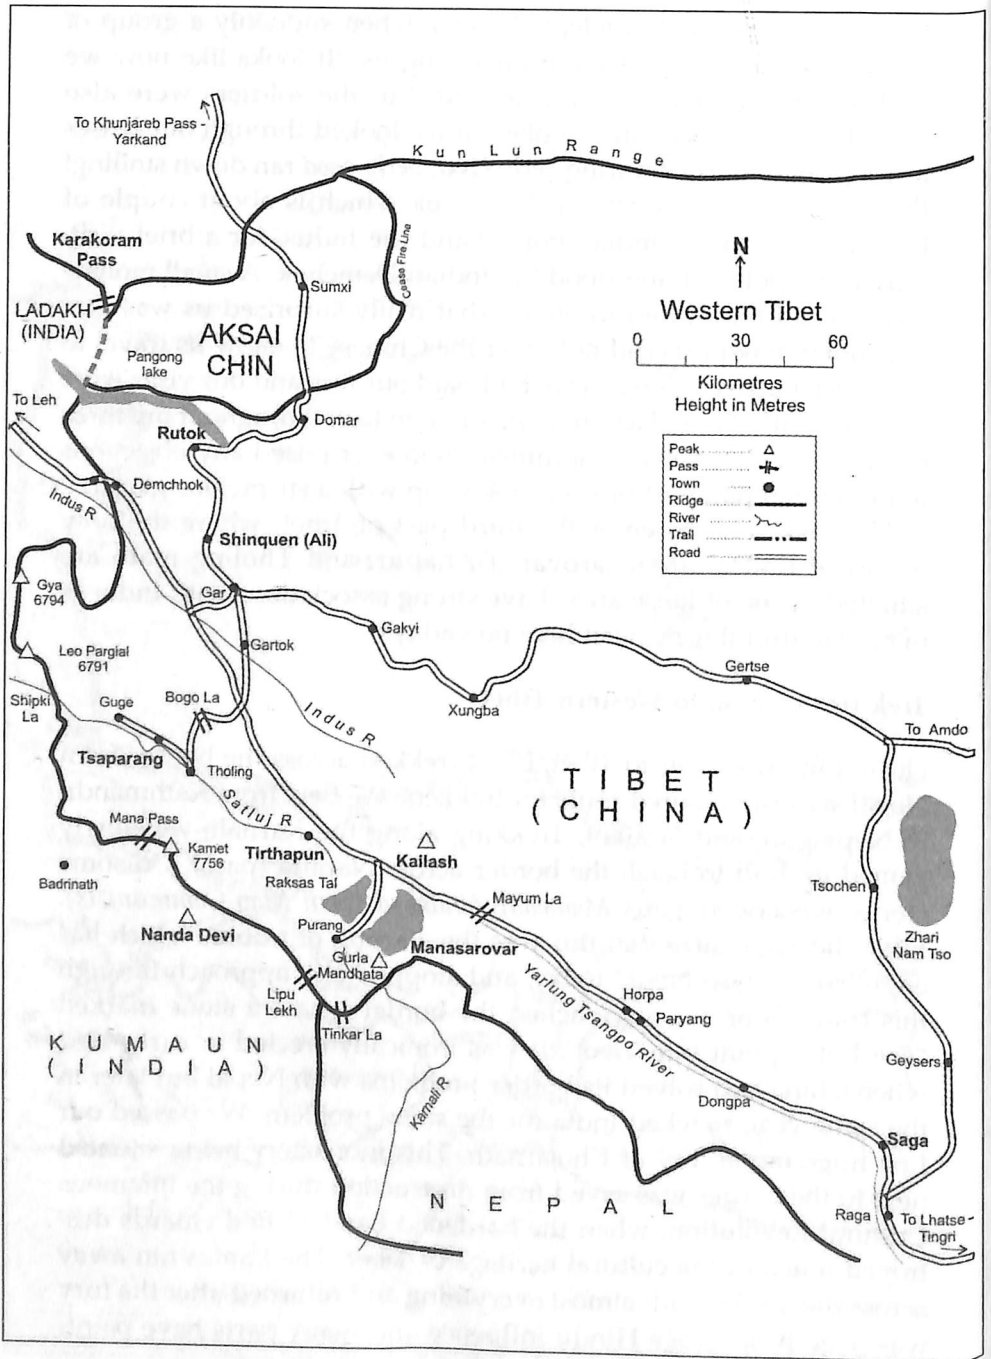 To Khunjareb Pass -
Yarkand
Kun Lun Range
Karakoram
Pass
Cease Fire Line
N
Sumxi
LADAKH
(INDIA)
Western Tibet
AKSAI
CHIN
0 30 60
Pangong
lake
Kilometres
Height in Metres
To Leh
Rutok
Domar
Peak
Pass
Town
Ridge
River
Trail
Road
Demchhok
Indus R
Shinquen (Ali)
Gya
6794
Gar
Gakyi
Gartok
Leo Pargial
6791
Gertse
Shipki
La
Guge
Bogo La
Xungba
Indus R
To Amdo
Tsaparang
Tholing
TIBET
(CHINA)
Satluj R
Mana Pass
Kamet
7756
Tirthapuri
Kailash
Badrinath
Raksas Tal
Tsochen
Mayum La
Nanda Devi
Purang
Manasarovar
Zhari
Nam Tso
Gurla
Mandhata
Lipu
Lekh
Horpa
Paryang
Yarlung Tsangpo River
Tinkar La
KUMAUN
(INDIA)
Geysers
Karnali R
Dongpa
Saga
NEPAL
Raga
To Lhatse -
Tingri